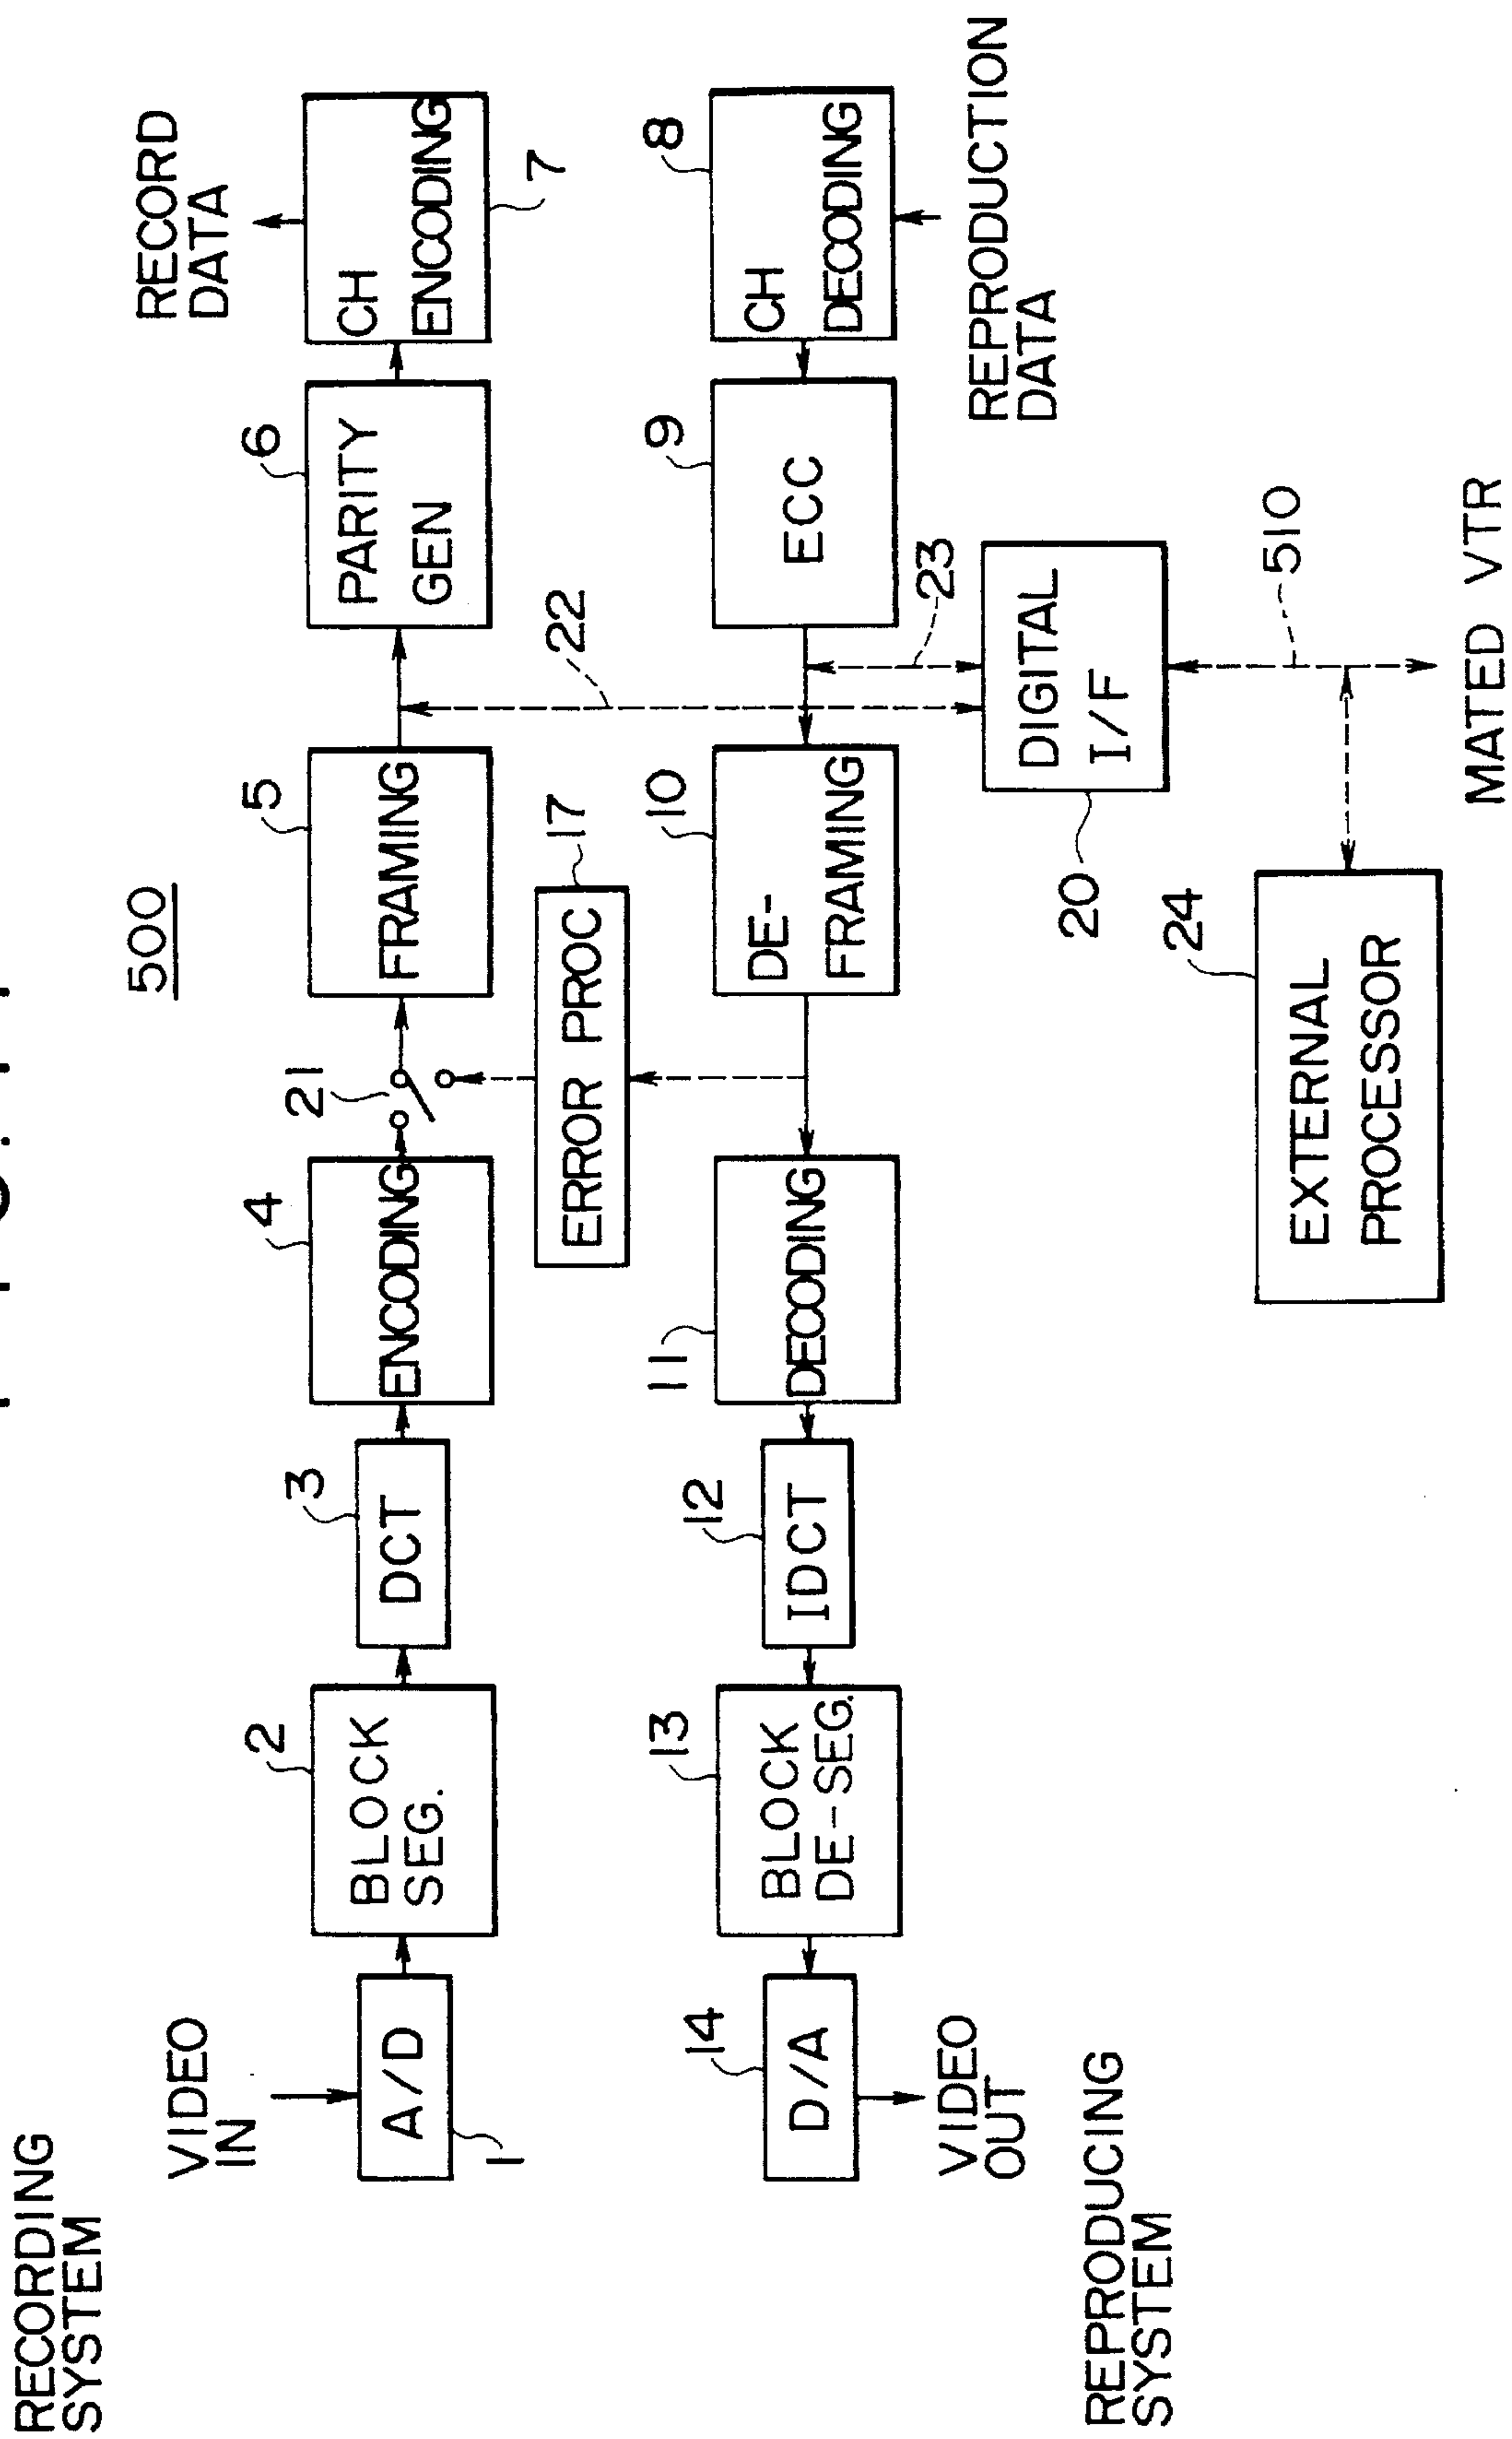 500
RECORDING
SYSTEM
VIDEO
IN
A/D
1
BLOCK
SEG.
2
DCT
3
ENCODING
4
21
FRAMING
5
PARITY
GEN
6
CH
ENCODING
7
RECORD
DATA
ERROR PROC
17
22
D/A
14
VIDEO
OUT
BLOCK
DE-SEG.
13
IDCT
12
DECODING
11
DE-
FRAMING
10
ECC
9
CH
DECODING
8
REPRODUCTION
DATA
23
DIGITAL
I/F
20
REPRODUCING
SYSTEM
EXTERNAL
PROCESSOR
24
510
MATED VTR